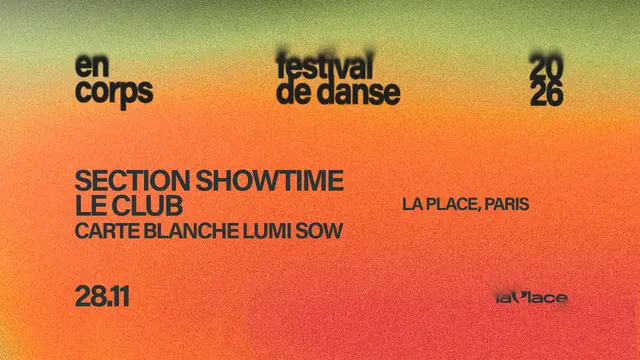 en
corps
festival
de danse
20
26
SECTION SHOWTIME
LE CLUB
CARTE BLANCHE LUMI SOW
LA PLACE, PARIS
28.11
laPlace